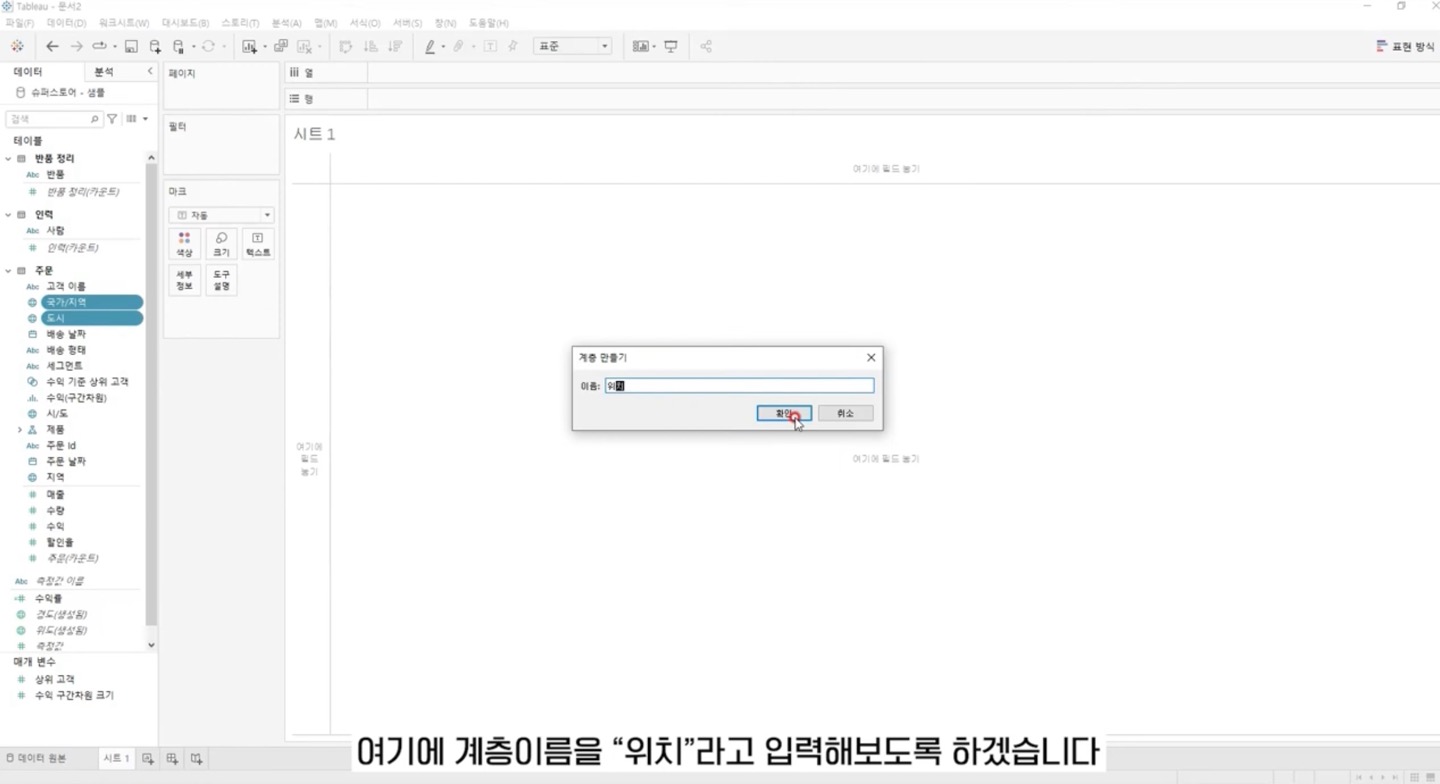 Tableau - 문서2
파일(F) 데이터(D) 워크시트(W) 대시보드(B) 스토리(T) 분석(A) 맵(M) 서식(O) 서버(S) 창(N) 도움말(H)
표준
표현 방식
데이터 분석
슈퍼스토어 - 샘플
검색
테이블
반품 정리
Abc 반품
# 반품 정리(카운트)
인력
Abc 사람
# 인력(카운트)
주문
Abc 고객 이름
국가/지역
도시
배송 날짜
Abc 배송 형태
Abc 세그먼트
수익 기준 상위 고객
수익(구간차원)
시/도
제품
Abc 주문 Id
주문 날짜
지역
# 매출
# 수량
# 수익
# 할인율
# 주문(카운트)
Abc 측정값 이름
=# 수익률
경도(생성됨)
위도(생성됨)
# 측정값
매개 변수
# 상위 고객
# 수익 구간차원 크기
페이지
필터
마크
자동
색상 크기 텍스트
세부 정보
도구 설명
열
행
시트 1
여기에 필드 놓기
여기에
필드
놓기
여기에 필드 놓기
계층 만들기
이름: 위치
확인 취소
데이터 원본 시트 1
여기에 계층이름을 “위치”라고 입력해보도록 하겠습니다